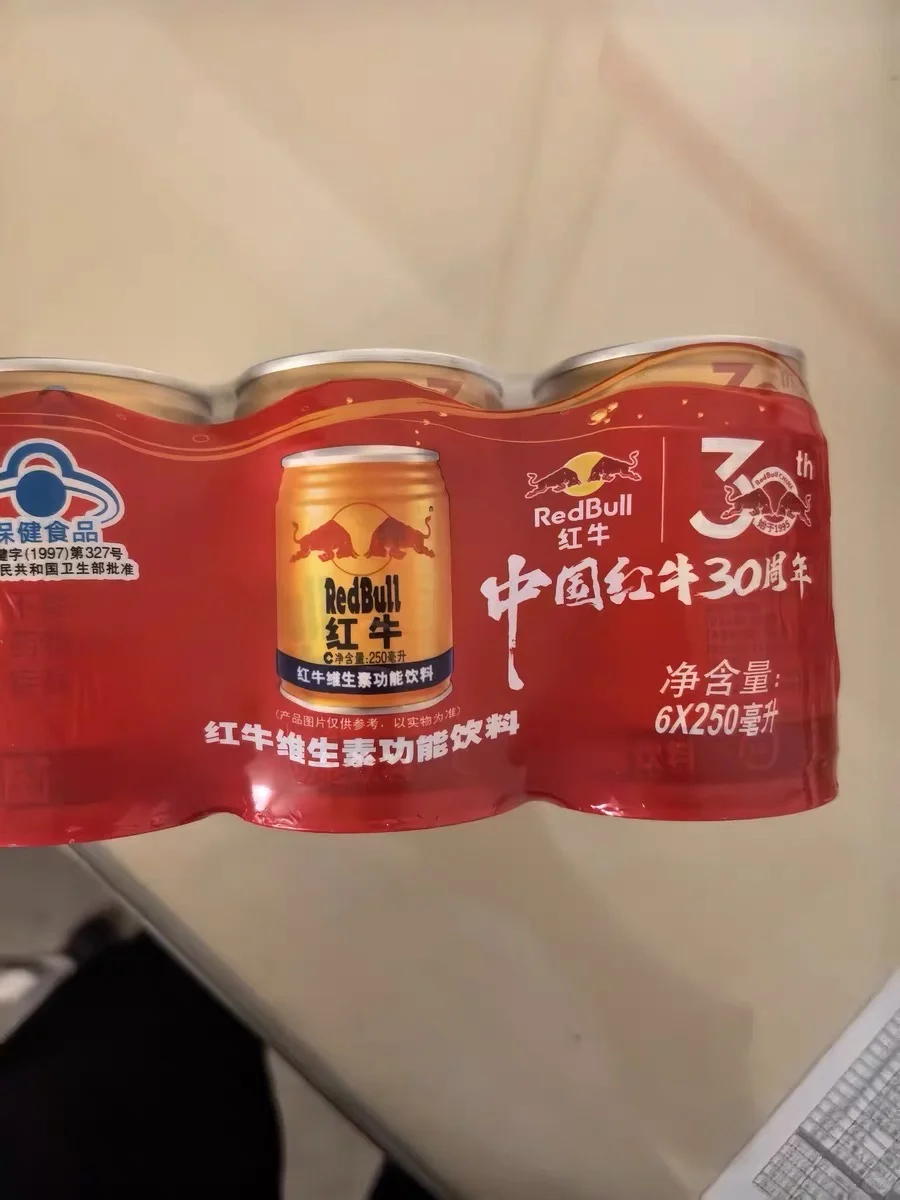 保健食品
健字(1997)第327号
民共和国卫生部批准
RedBull
红牛
净含量:250毫升
红牛维生素功能饮料
(产品图片仅供参考,以实物为准)
红牛维生素功能饮料
RedBull
红牛
30th
RedBull CHINA
始于1995
中国红牛30周年
净含量:
6X250毫升